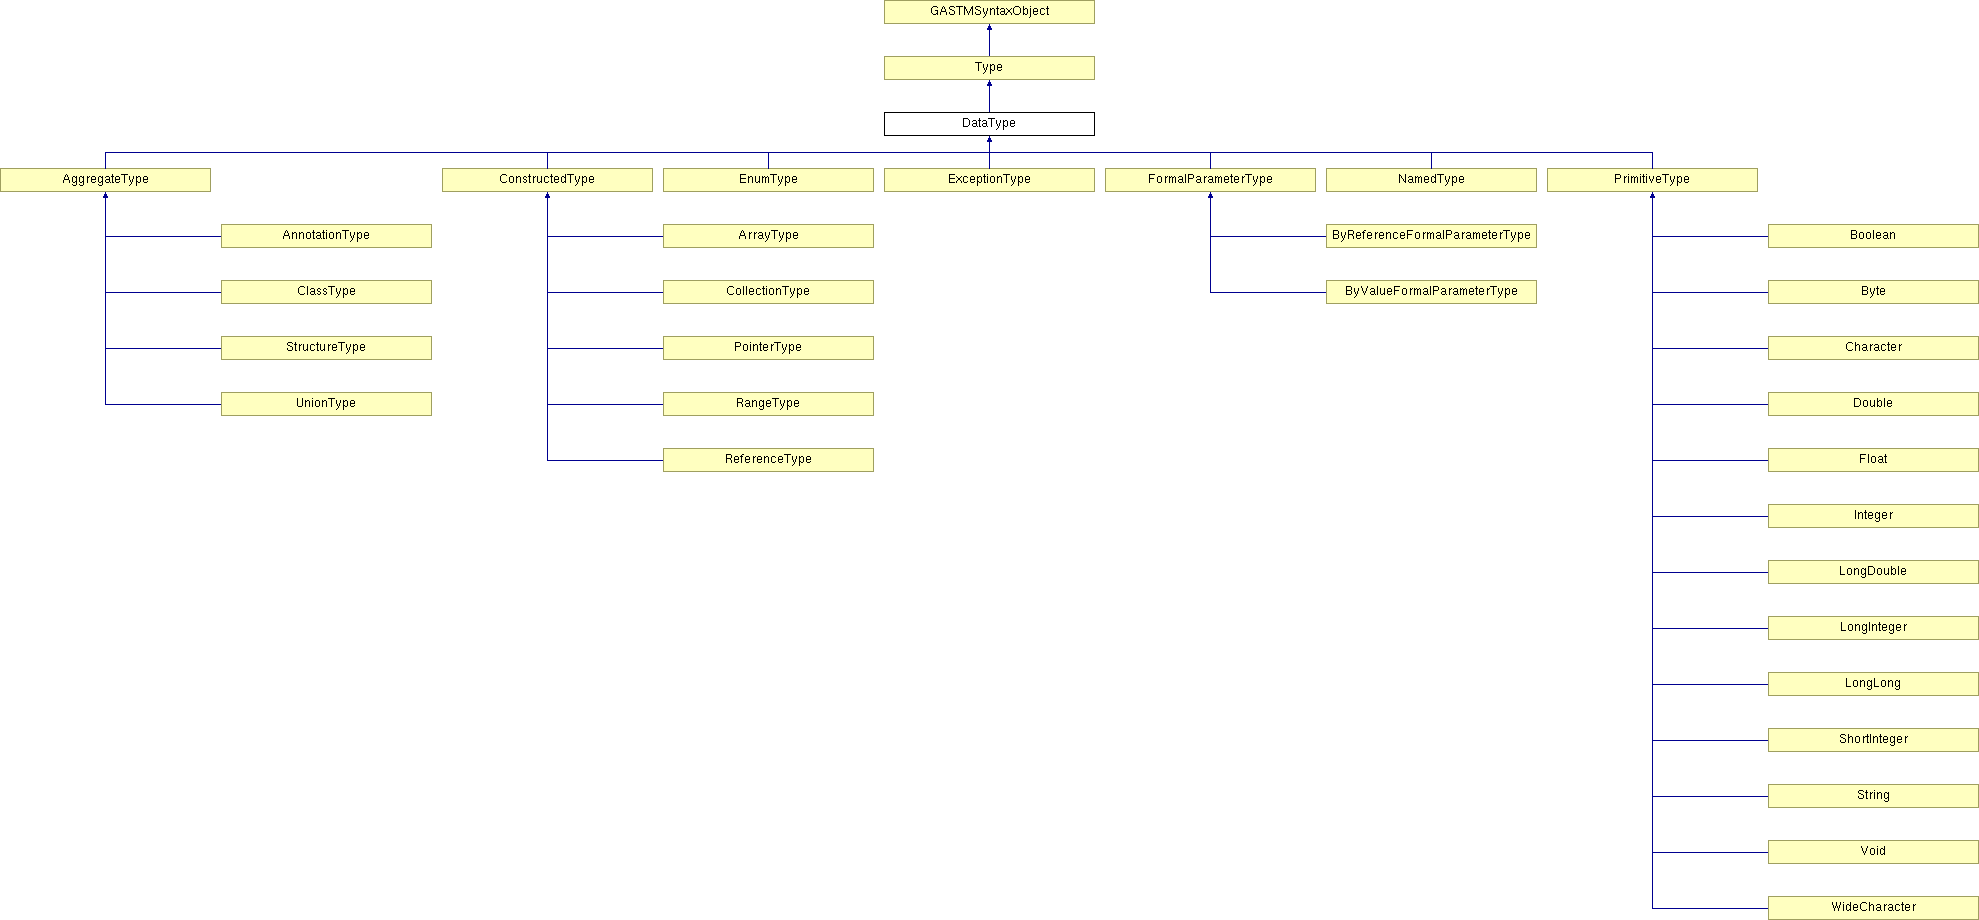 GASTMSyntaxObject
Type
DataType
AggregateType
ConstructedType
EnumType
ExceptionType
FormalParameterType
NamedType
PrimitiveType
AnnotationType
ArrayType
ByReferenceFormalParameterType
Boolean
ClassType
CollectionType
ByValueFormalParameterType
Byte
StructureType
PointerType
Character
UnionType
RangeType
Double
ReferenceType
Float
Integer
LongDouble
LongInteger
LongLong
ShortInteger
String
Void
WideCharacter